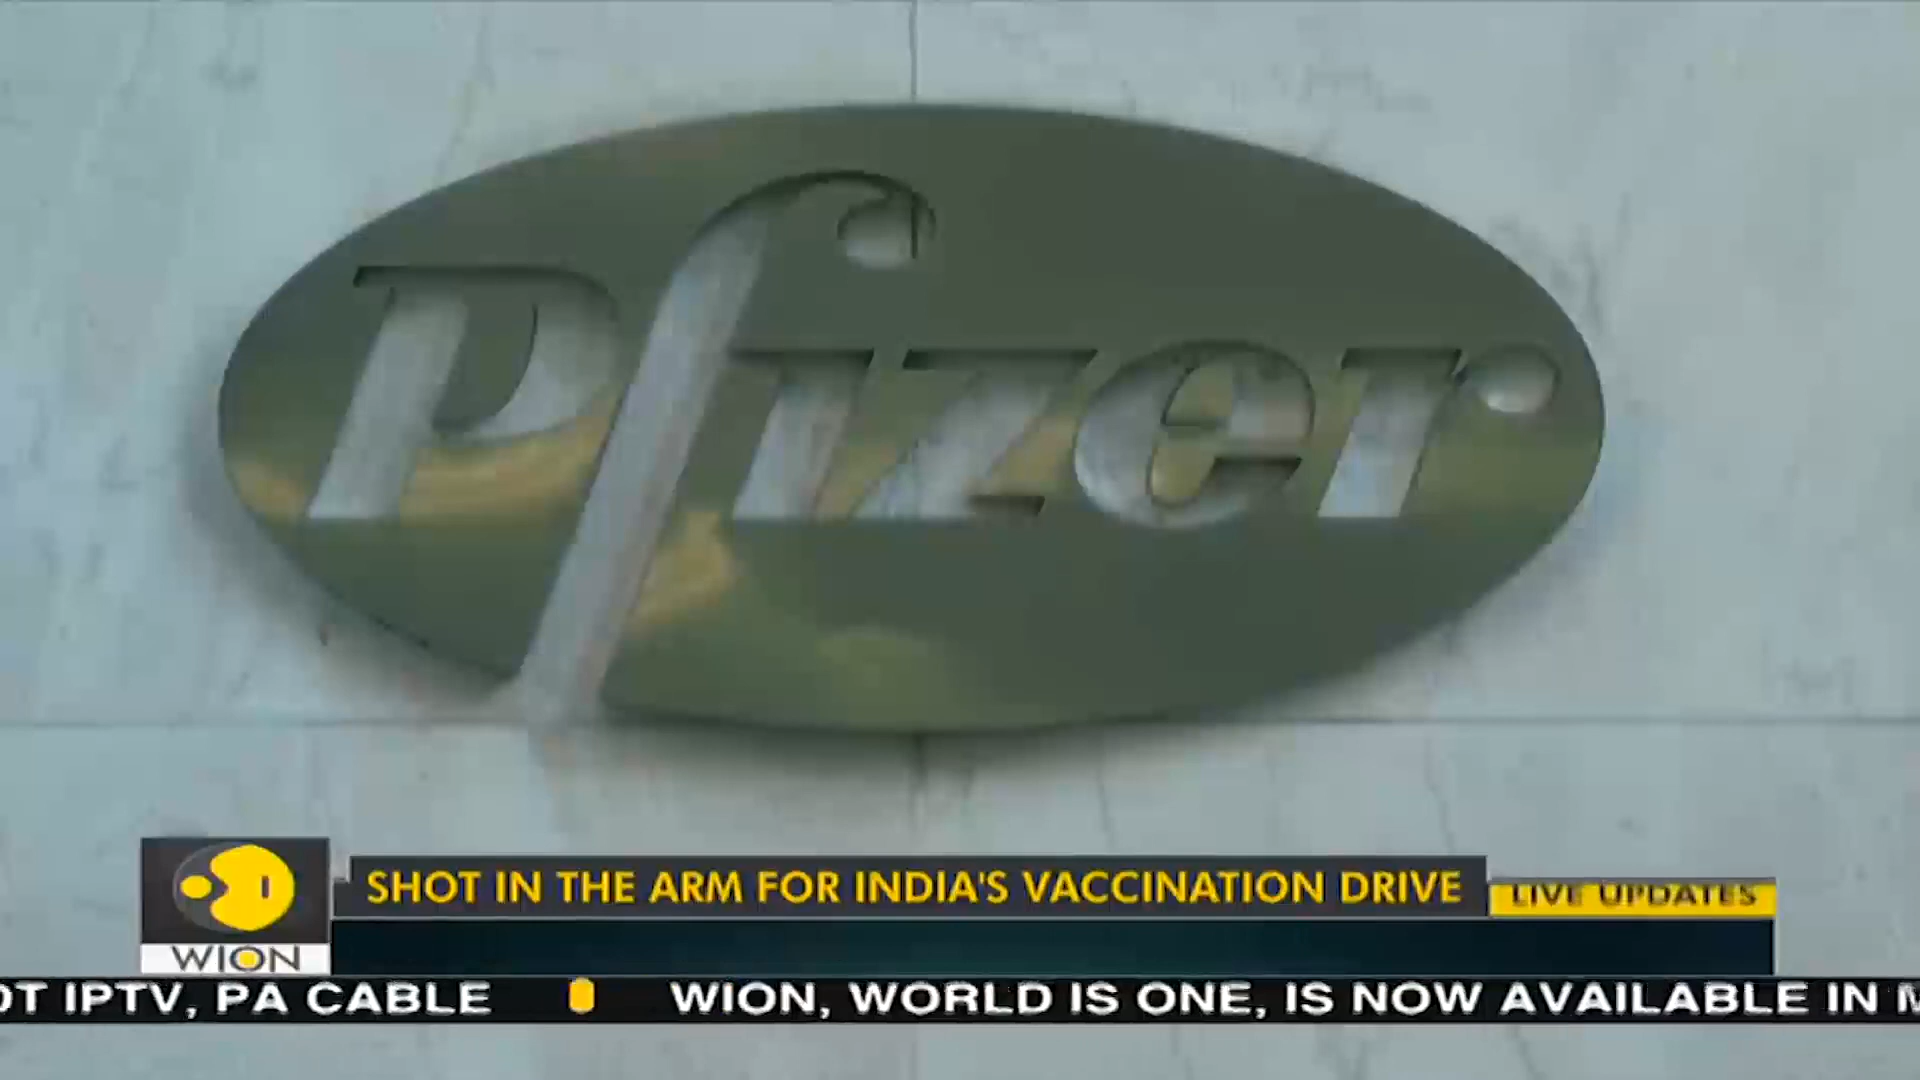 Pfizer
SHOT IN THE ARM FOR INDIA'S VACCINATION DRIVE
LIVE UPDATES
WION
IPTV, PA CABLE WION, WORLD IS ONE, IS NOW AVAILABLE IN